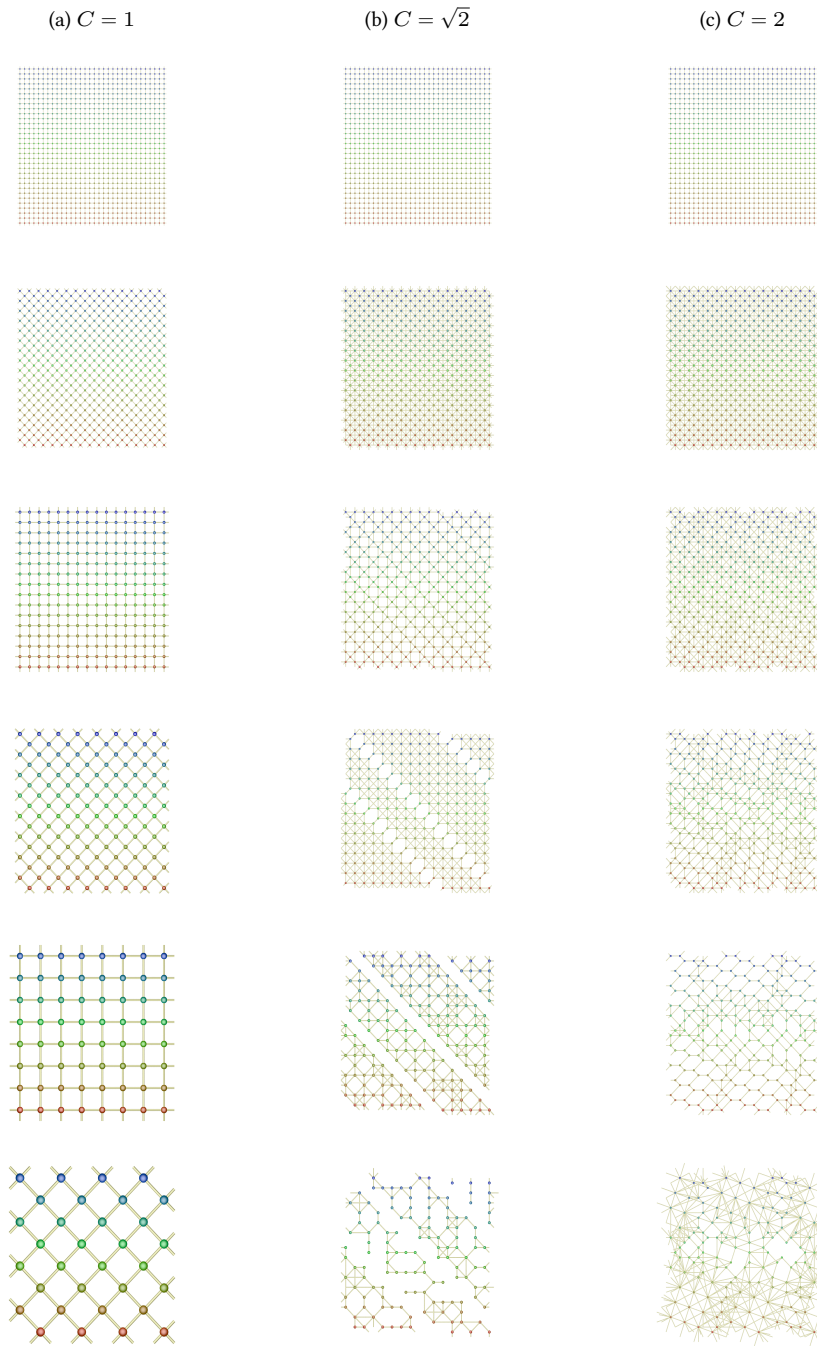 (a) C = 1 (b) C = √2 (c) C = 2